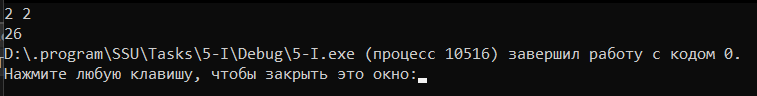 2 2
26
D:\.program\SSU\Tasks\5-I\Debug\5-I.exe (процесс 10516) завершил работу с кодом 0.
Нажмите любую клавишу, чтобы закрыть это окно: